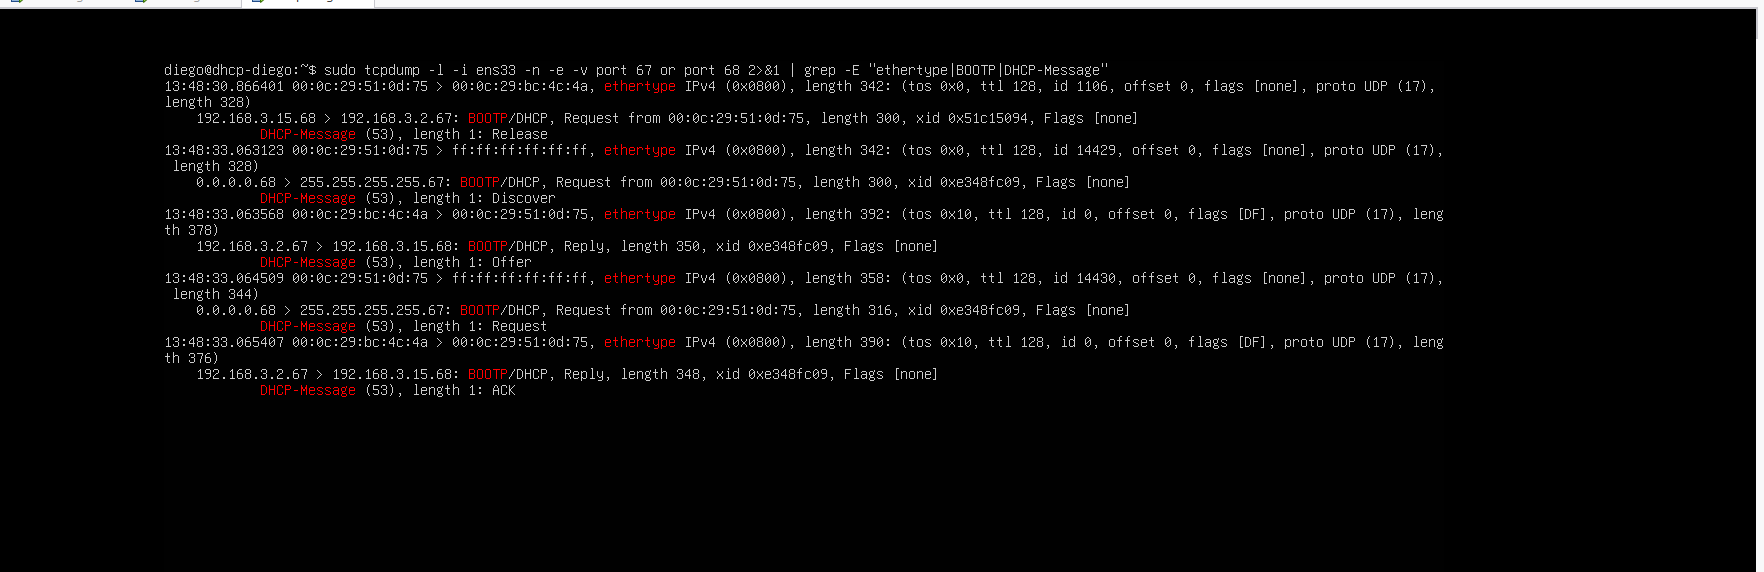 diego@dhcp-diego:~$ sudo tcpdump -l -i ens33 -n -e -v port 67 or port 68 2>&1 | grep -E "ethertype|BOOTP|DHCP-Message"
13:48:30.866401 00:0c:29:51:0d:75 > 00:0c:29:bc:4c:4a, ethertype IPv4 (0x0800), length 342: (tos 0x0, ttl 128, id 1106, offset 0, flags [none], proto UDP (17),
length 328)
192.168.3.15.68 > 192.168.3.2.67: BOOTP/DHCP, Request from 00:0c:29:51:0d:75, length 300, xid 0x51c15094, Flags [none]
DHCP-Message (53), length 1: Release
13:48:33.063123 00:0c:29:51:0d:75 > ff:ff:ff:ff:ff:ff, ethertype IPv4 (0x0800), length 342: (tos 0x0, ttl 128, id 14429, offset 0, flags [none], proto UDP (17),
length 328)
0.0.0.0.68 > 255.255.255.255.67: BOOTP/DHCP, Request from 00:0c:29:51:0d:75, length 300, xid 0xe348fc09, Flags [none]
DHCP-Message (53), length 1: Discover
13:48:33.063568 00:0c:29:bc:4c:4a > 00:0c:29:51:0d:75, ethertype IPv4 (0x0800), length 392: (tos 0x10, ttl 128, id 0, offset 0, flags [DF], proto UDP (17), leng
th 378)
192.168.3.2.67 > 192.168.3.15.68: BOOTP/DHCP, Reply, length 350, xid 0xe348fc09, Flags [none]
DHCP-Message (53), length 1: Offer
13:48:33.064509 00:0c:29:51:0d:75 > ff:ff:ff:ff:ff:ff, ethertype IPv4 (0x0800), length 358: (tos 0x0, ttl 128, id 14430, offset 0, flags [none], proto UDP (17),
length 344)
0.0.0.0.68 > 255.255.255.255.67: BOOTP/DHCP, Request from 00:0c:29:51:0d:75, length 316, xid 0xe348fc09, Flags [none]
DHCP-Message (53), length 1: Request
13:48:33.065407 00:0c:29:bc:4c:4a > 00:0c:29:51:0d:75, ethertype IPv4 (0x0800), length 390: (tos 0x10, ttl 128, id 0, offset 0, flags [DF], proto UDP (17), leng
th 376)
192.168.3.2.67 > 192.168.3.15.68: BOOTP/DHCP, Reply, length 348, xid 0xe348fc09, Flags [none]
DHCP-Message (53), length 1: ACK